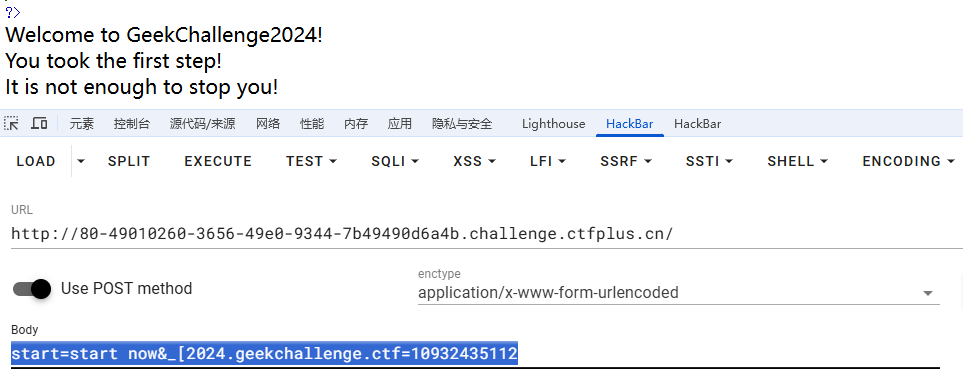 ?>
Welcome to GeekChallenge2024!
You took the first step!
It is not enough to stop you!
元素 控制台 源代码/来源 网络 性能 内存 应用 隐私与安全 Lighthouse HackBar HackBar
LOAD SPLIT EXECUTE TEST SQLI XSS LFI SSRF SSTI SHELL ENCODING
URL
http://80-49010260-3656-49e0-9344-7b49490d6a4b.challenge.ctfplus.cn/
Use POST method
enctype
application/x-www-form-urlencoded
Body
start=start now&_[2024.geekchallenge.ctf=10932435112